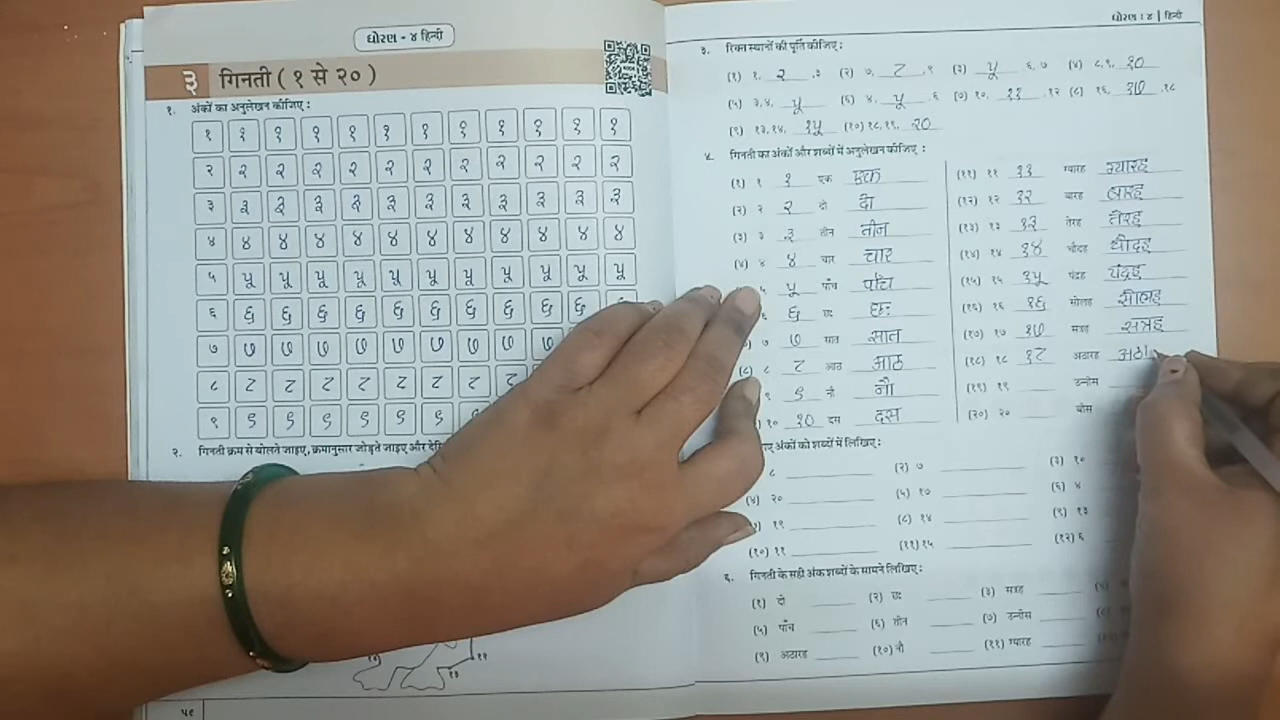 धोरण - ४ हिन्दी
३ गिनती ( १ से २० )
१. अंकों का अनुलेखन कीजिए :
१ १ १ १ १ १ १ १ १ १ १ १
२ २ २ २ २ २ २ २ २ २ २ २
३ ३ ३ ३ ३ ३ ३ ३ ३ ३ ३ ३
४ ४ ४ ४ ४ ४ ४ ४ ४ ४ ४ ४
५ ५ ५ ५ ५ ५ ५ ५ ५ ५ ५ ५
६ ६ ६ ६ ६ ६ ६ ६ ६ ६ ६
७ ७ ७ ७ ७ ७ ७ ७ ७ ७
८ ८ ८ ८ ८ ८ ८ ८ ८
९ ९ ९ ९ ९ ९ ९
२. गिनती क्रम से बोलते जाइए, क्रमानुसार जोड़ते जाइए और
११
१३
५९
धोरण : ४ | हिन्दी
३. रिक्त स्थानों की पूर्ति कीजिए :
(१) १, २, ३ (२) ७, ८, ९ (३) ५, ६, ७ (४) ८, ९, १०
(५) ३, ४, ५ (६) ४, ५, ६ (७) १०, ११, १२ (८) १६, १७, १८
(९) १३, १४, १५ (१०) १८, १९, २०
४. गिनती का अंकों और शब्दों में अनुलेखन कीजिए :
(१) १ १ एक एक
(२) २ २ दो दो
(३) ३ ३ तीन तीन
(४) ४ ४ चार चार
५ ५ पाँच पाँच
६ ६ छः छः
७ ७ सात सात
(८) ८ ८ आठ आठ
९ ९ नौ नौ
१० १० दस दस
(११) ११ ११ ग्यारह ग्यारह
(१२) १२ १२ बारह बारह
(१३) १३ १३ तेरह तेरह
(१४) १४ १४ चौदह चौदह
(१५) १५ १५ पंद्रह पंद्रह
(१६) १६ १६ सोलह सोलह
(१७) १७ १७ सत्रह सत्रह
(१८) १८ १८ अठारह अठा
(१९) १९ उन्नीस
(२०) २० बीस
अंकों को शब्दों में लिखिए :
८ (२) ७ (३) १०
(४) २० (५) १७ (६) ४
१९ (८) १४ (९) १३
(१०) ११ (११) १५ (१२) ६
६. गिनती के सही अंक शब्दों के सामने लिखिए :
(१) दो (२) छः (३) सत्रह
(५) पाँच (६) तीन (७) उन्नीस
(९) अठारह (१०) नौ (११) ग्यारह